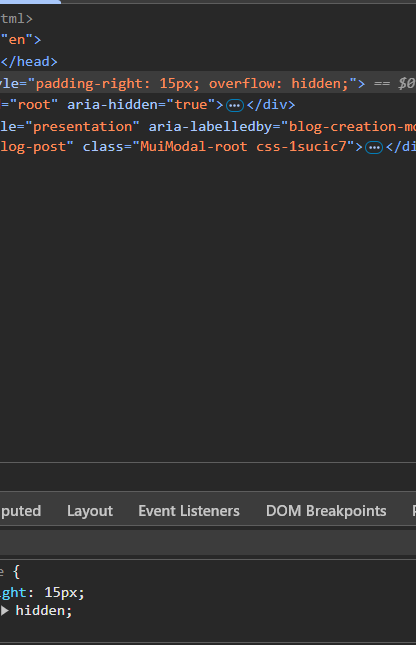 tml>
"en">
</head>
yle="padding-right: 15px; overflow: hidden;"> == $0
="root" aria-hidden="true">…</div>
le="presentation" aria-labelledby="blog-creation-mo
log-post" class="MuiModal-root css-1sucic7">…</di
puted Layout Event Listeners DOM Breakpoints
e {
ight: 15px;
▶ hidden;